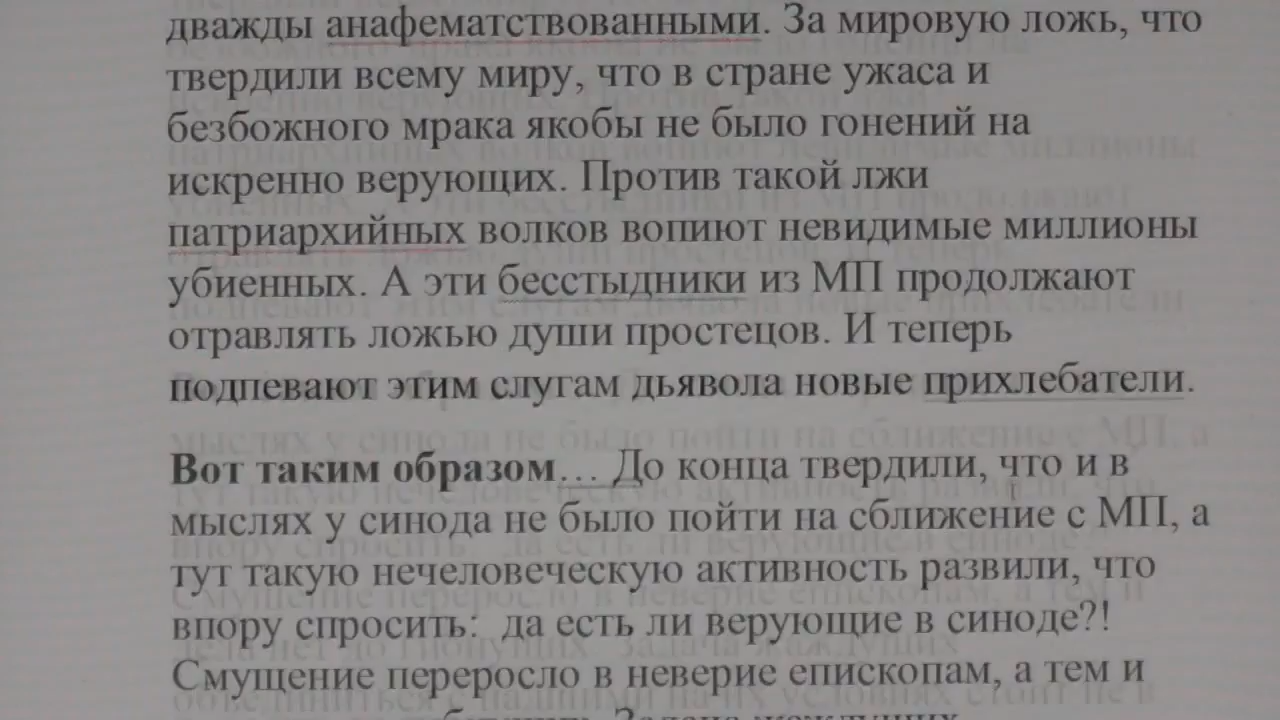 дважды анафематствованными. За мировую ложь, что
твердили всему миру, что в стране ужаса и
безбожного мрака якобы не было гонений на
искренно верующих. Против такой лжи
патриархийных волков вопиют невидимые миллионы
убиенных. А эти бесстыдники из МП продолжают
отравлять ложью души простецов. И теперь
подпевают этим слугам дьявола новые прихлебатели.
Вот таким образом… До конца твердили, что и в
мыслях у синода не было пойти на сближение с МП, а
тут такую нечеловеческую активность развили, что
впору спросить: да есть ли верующие в синоде?!
Смущение переросло в неверие епископам, а тем и